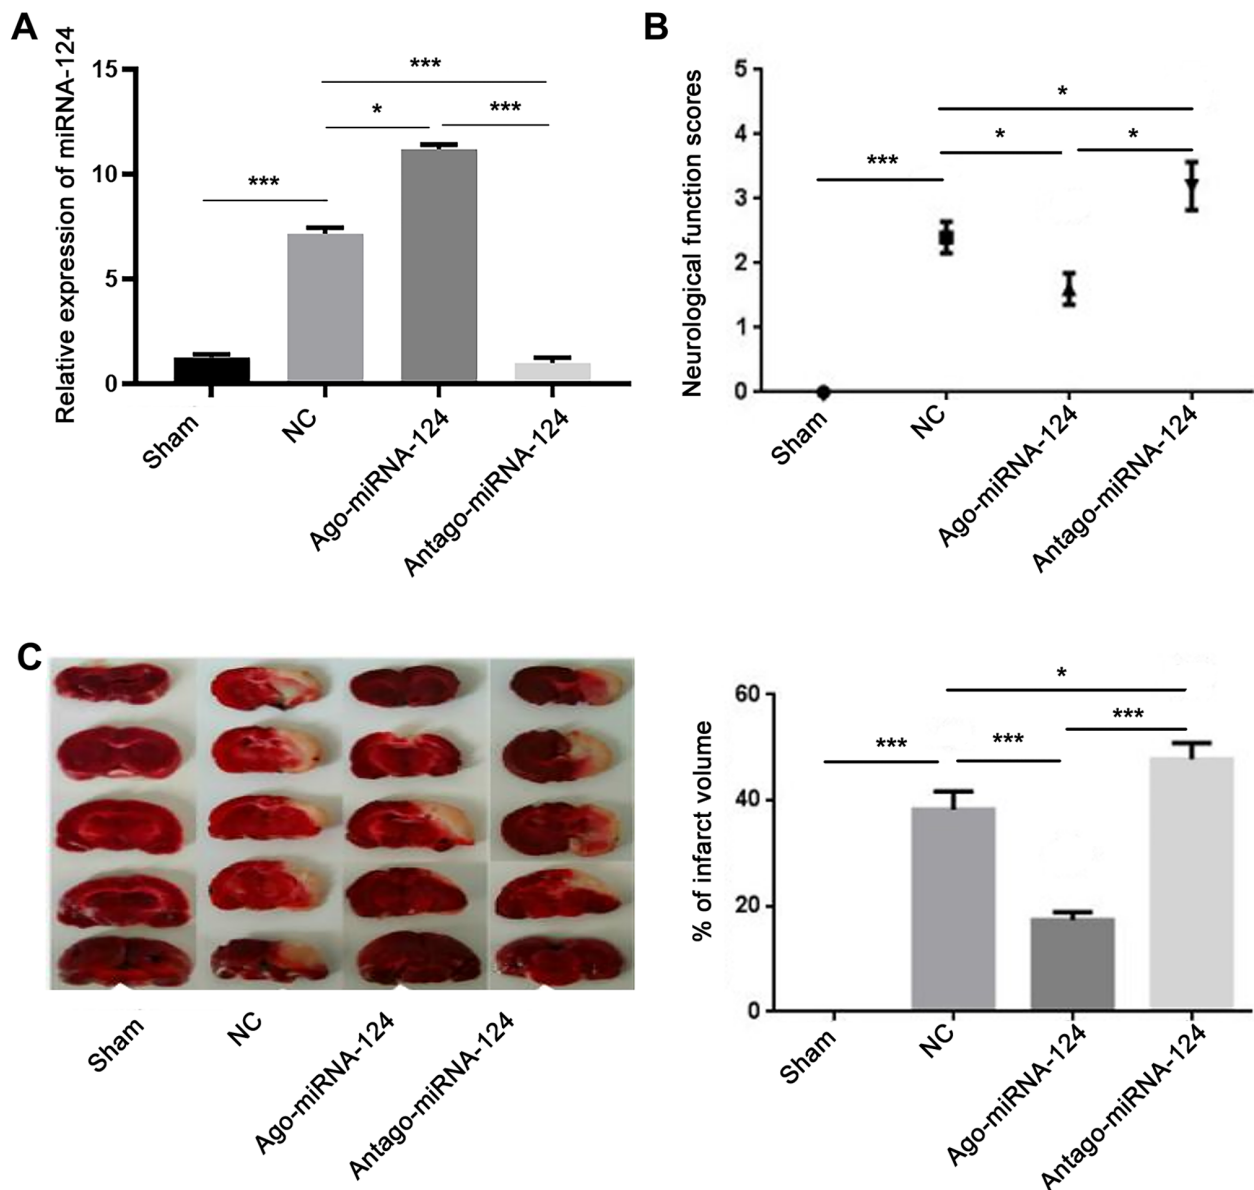 A
Relative expression of miRNA-124
15
10
5
0
***
***
*
***
Sham
NC
Ago-miRNA-124
Antago-miRNA-124
B
Neurological function scores
5
4
3
2
1
0
*
***
*
*
Sham
NC
Ago-miRNA-124
Antago-miRNA-124
C
Sham
NC
Ago-miRNA-124
Antago-miRNA-124
% of infarct volume
60
40
20
0
*
***
***
***
Sham
NC
Ago-miRNA-124
Antago-miRNA-124